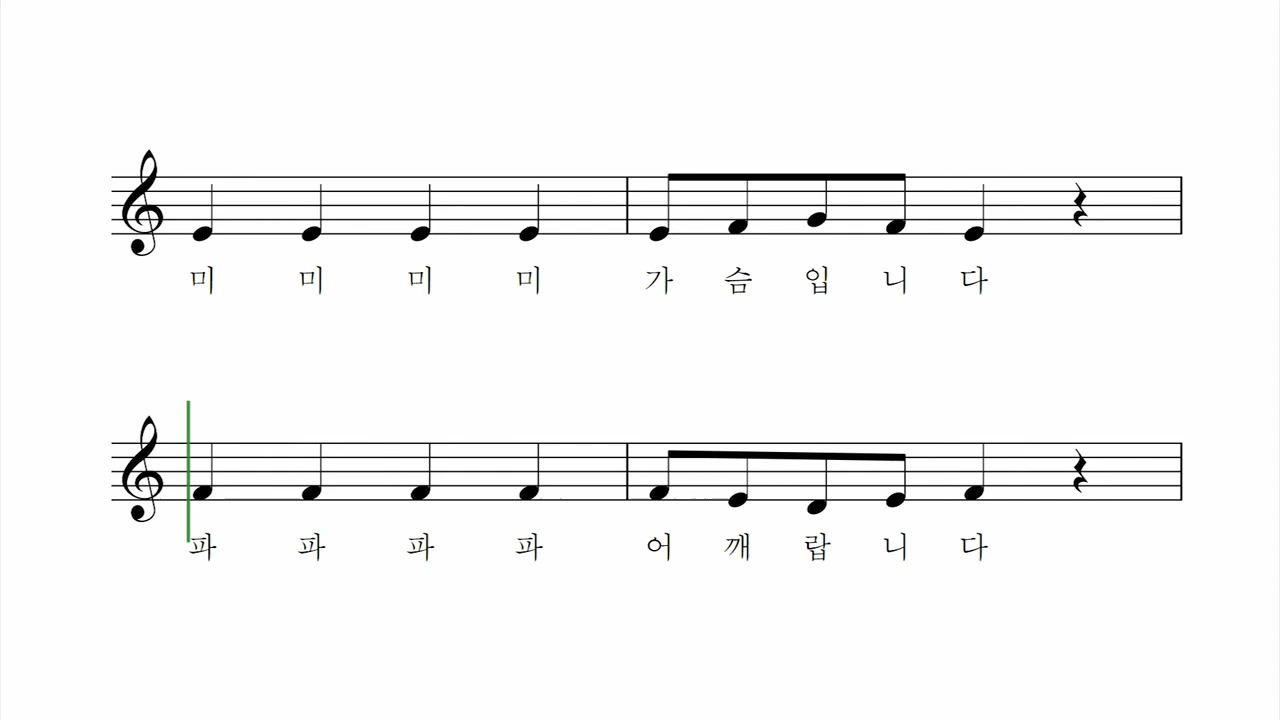 미 미 미 미 가 슴 입 니 다
파 파 파 파 어 깨 랍 니 다